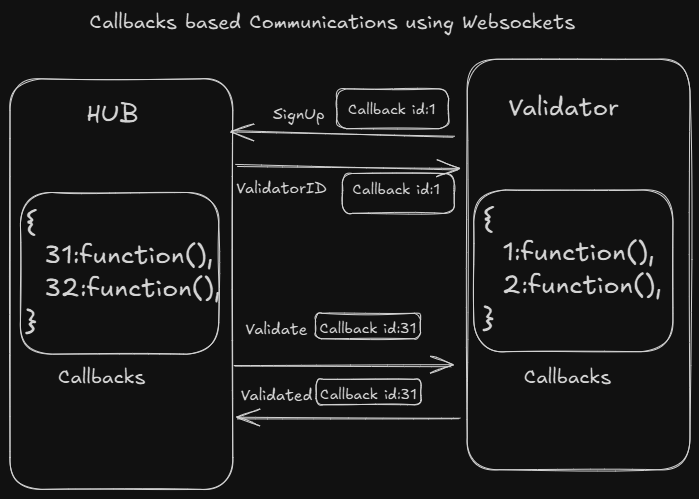 Callbacks based Communications using Websockets
HUB
SignUp
Callback id:1
Validator
ValidatorID
Callback id:1
{
31:function(),
32:function(),
}
Callbacks
{
1:function(),
2:function(),
}
Callbacks
Validate
Callback id:31
Validated
Callback id:31